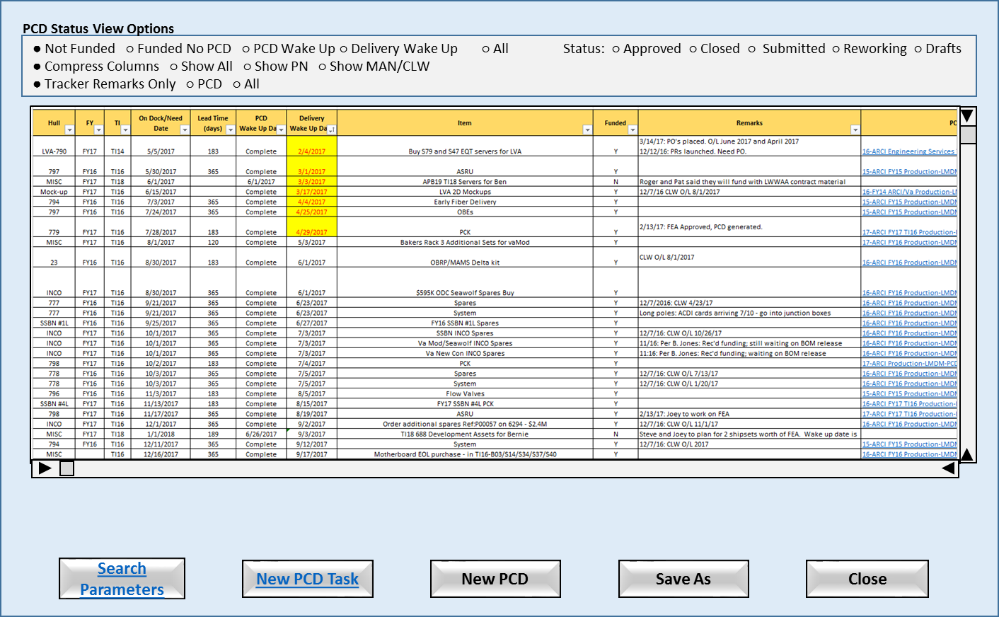 PCD Status View Options
● Not Funded ○ Funded No PCD ○ PCD Wake Up ○ Delivery Wake Up ○ All Status: ○ Approved ○ Closed ○ Submitted ○ Reworking ○ Drafts
● Compress Columns ○ Show All ○ Show PN ○ Show MAN/CLW
● Tracker Remarks Only ○ PCD ○ All
Hull FY TI On Dock/Need Date Lead Time (days) PCD Wake Up Da Delivery Wake Up Da Item Funded Remarks PC
LVA-790 FY17 TI14 5/5/2017 183 Complete 2/4/2017 Buy S79 and S47 EQT servers for LVA Y 3/14/17: PO's placed. O/L June 2017 and April 2017
12/12/16: PRs launched. Need PO. 16-ARCI Engineering Services
797 FY16 TI16 5/30/2017 365 Complete 3/1/2017 ASRU Y 15-ARCI FY15 Production-LMDM
MISC FY17 TI18 6/1/2017 6/1/2017 3/3/2017 APB19 TI18 Servers for Ben N Roger and Pat said they will fund with LWWAA contract material
Mock-up FY17 TI16 6/15/2017 Complete 3/17/2017 LVA 2D Mockups Y 12/7/16 CLW O/L 8/1/2017 16-FY14 ARCI/Va Production-L
794 FY16 TI16 7/3/2017 365 Complete 4/4/2017 Early Fiber Delivery Y 15-ARCI FY15 Production-LMDM
797 FY16 TI16 7/24/2017 365 Complete 4/25/2017 OBEs Y 15-ARCI FY15 Production-LMDM
779 FY17 TI16 7/28/2017 183 Complete 4/29/2017 PCK Y 2/13/17: FEA Approved, PCD generated. 17-ARCI FY17 TI16 Production-
MISC FY17 TI16 8/1/2017 120 Complete 5/3/2017 Bakers Rack 3 Additional Sets for vaMod Y 17-ARCI FY16 Production-LMDM
23 FY16 TI16 8/30/2017 183 Complete 6/1/2017 OBRP/MAMS Delta kit Y CLW O/L 8/1/2017 16-ARCI FY16 Production-LMDM
INCO FY17 TI16 8/30/2017 365 Complete 6/1/2017 $595K ODC Seawolf Spares Buy Y 16-ARCI FY16 Production-LMDM
777 FY16 TI16 9/21/2017 365 Complete 6/23/2017 Spares Y 12/7/2016: CLW 4/23/17 16-ARCI FY16 Production-LMDM
777 FY16 TI16 9/21/2017 365 Complete 6/23/2017 System Y Long poles: ACDI cards arriving 7/10 - go into junction boxes 16-ARCI FY16 Production-LMDM
SSBN #1L FY16 TI16 9/25/2017 365 Complete 6/27/2017 FY16 SSBN #1L Spares Y 16-ARCI FY16 Production-LMDM
INCO FY17 TI16 10/1/2017 365 Complete 7/3/2017 SSBN INCO Spares Y 12/7/16: CLW O/L 10/26/17 16-ARCI FY16 Production-LMDM
INCO FY17 TI16 10/1/2017 365 Complete 7/3/2017 Va Mod/Seawolf INCO Spares Y 11/16: Per B. Jones: Rec'd funding; still waiting on BOM release 16-ARCI FY16 Production-LMDM
INCO FY17 TI16 10/1/2017 365 Complete 7/3/2017 Va New Con INCO Spares Y 11:16: Per B. Jones: Rec'd funding; waiting on BOM release 16-ARCI FY16 Production-LMDM
798 FY17 TI16 10/2/2017 183 Complete 7/4/2017 PCK Y 17-ARCI Production-LMDM-PCD
778 FY16 TI16 10/3/2017 365 Complete 7/5/2017 Spares Y 12/7/16: CLW O/L 7/13/17 16-ARCI FY16 Production-LMDM
778 FY16 TI16 10/3/2017 365 Complete 7/5/2017 System Y 12/7/16: CLW O/L 1/20/17 16-ARCI FY16 Production-LMDM
796 FY16 TI16 11/3/2017 183 Complete 8/5/2017 Flow Valves Y 15-ARCI FY15 Production-LMDM
SSBN #4L FY17 TI16 11/13/2017 183 Complete 8/15/2017 FY17 SSBN #4L PCK Y 16-ARCI FY17 TI16 Production-
798 FY17 TI16 11/17/2017 365 Complete 8/19/2017 ASRU Y 2/13/17: Joey to work on FEA 17-ARCI FY17 TI16 Production-
INCO FY17 TI16 12/1/2017 365 Complete 9/2/2017 Order additional spares Ref:P00057 on 6294 - $2.4M Y 12/7/16: CLW O/L 11/1/17 16-ARCI FY16 Production-LMDM
MISC FY17 TI18 1/1/2018 189 6/26/2017 9/3/2017 TI18 688 Development Assets for Bernie N Steve and Joey to plan for 2 shipsets worth of FEA. Wake up date is
794 FY16 TI16 12/11/2017 365 Complete 9/12/2017 System Y 12/7/16: CLW O/L 2017 15-ARCI FY15 Production-LMDM
MISC TI16 12/16/2017 365 Complete 9/17/2017 Motherboard EOL purchase - in TI16-B03/S14/S34/S37/S40 Y 16-ARCI FY16 Production-LMDM
Search
Parameters
New PCD Task
New PCD
Save As
Close